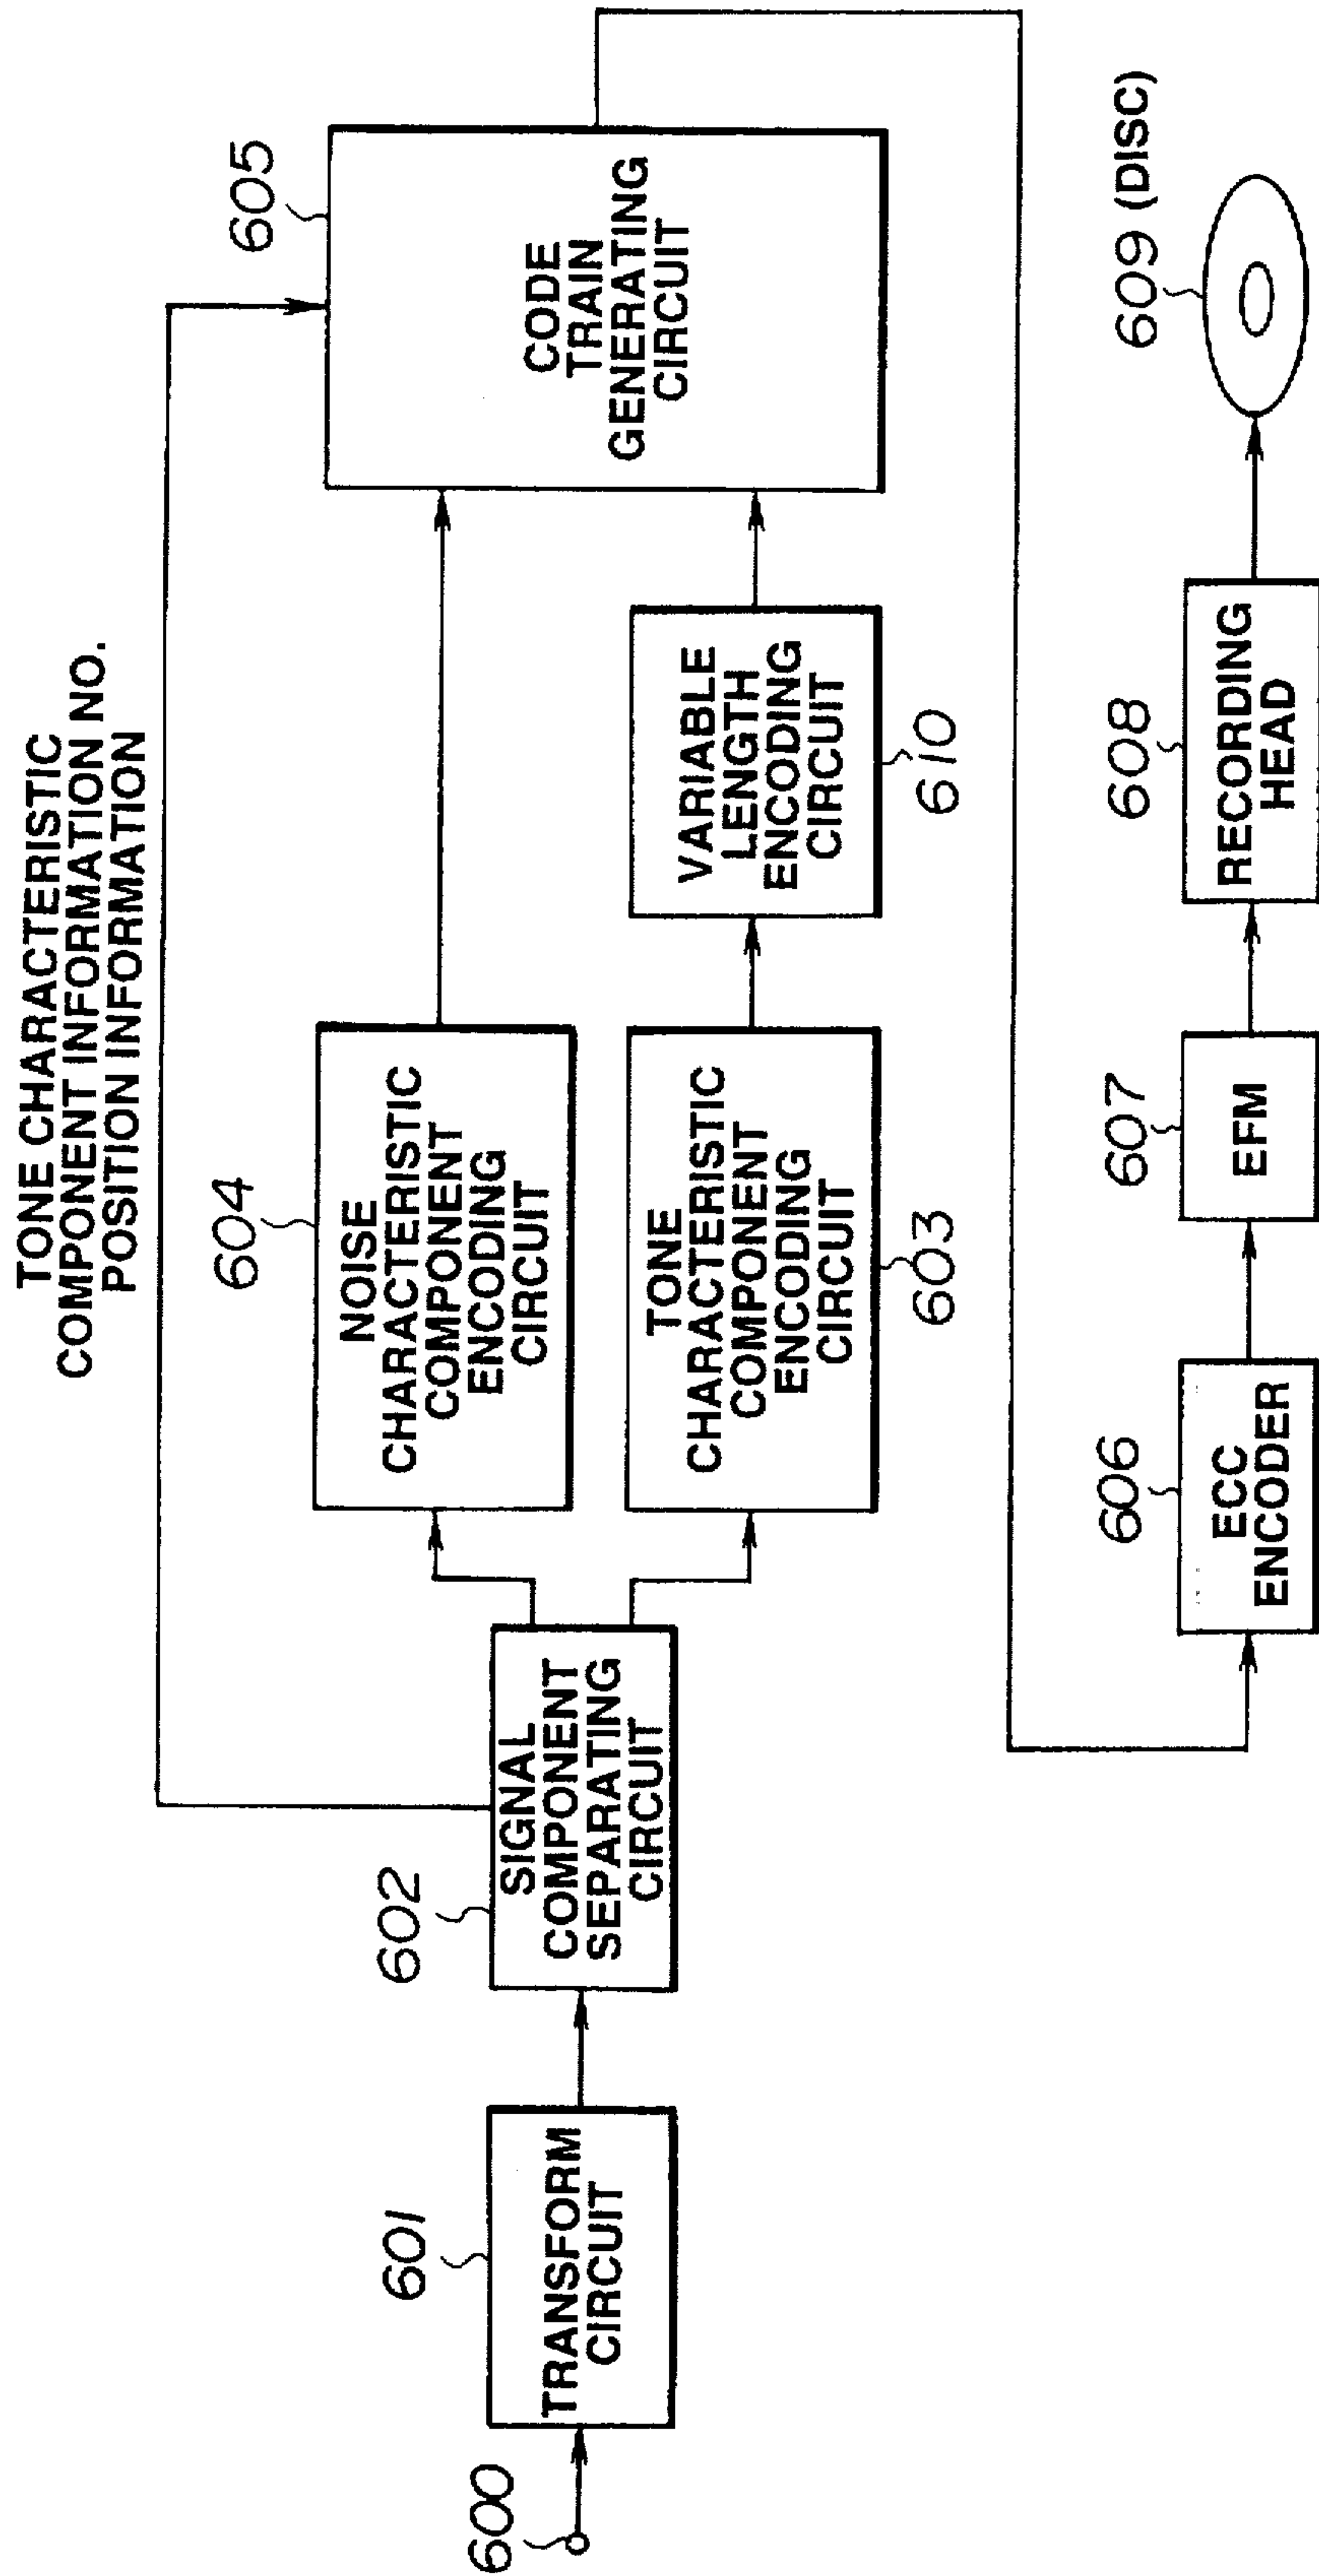 TONE CHARACTERISTIC
COMPONENT INFORMATION NO.
POSITION INFORMATION
600
601
TRANSFORM
CIRCUIT
602
SIGNAL
COMPONENT
SEPARATING
CIRCUIT
604
NOISE
CHARACTERISTIC
COMPONENT
ENCODING
CIRCUIT
TONE
CHARACTERISTIC
COMPONENT
ENCODING
CIRCUIT
603
VARIABLE
LENGTH
ENCODING
CIRCUIT
610
605
CODE
TRAIN
GENERATING
CIRCUIT
606
ECC
ENCODER
607
EFM
608
RECORDING
HEAD
609 (DISC)